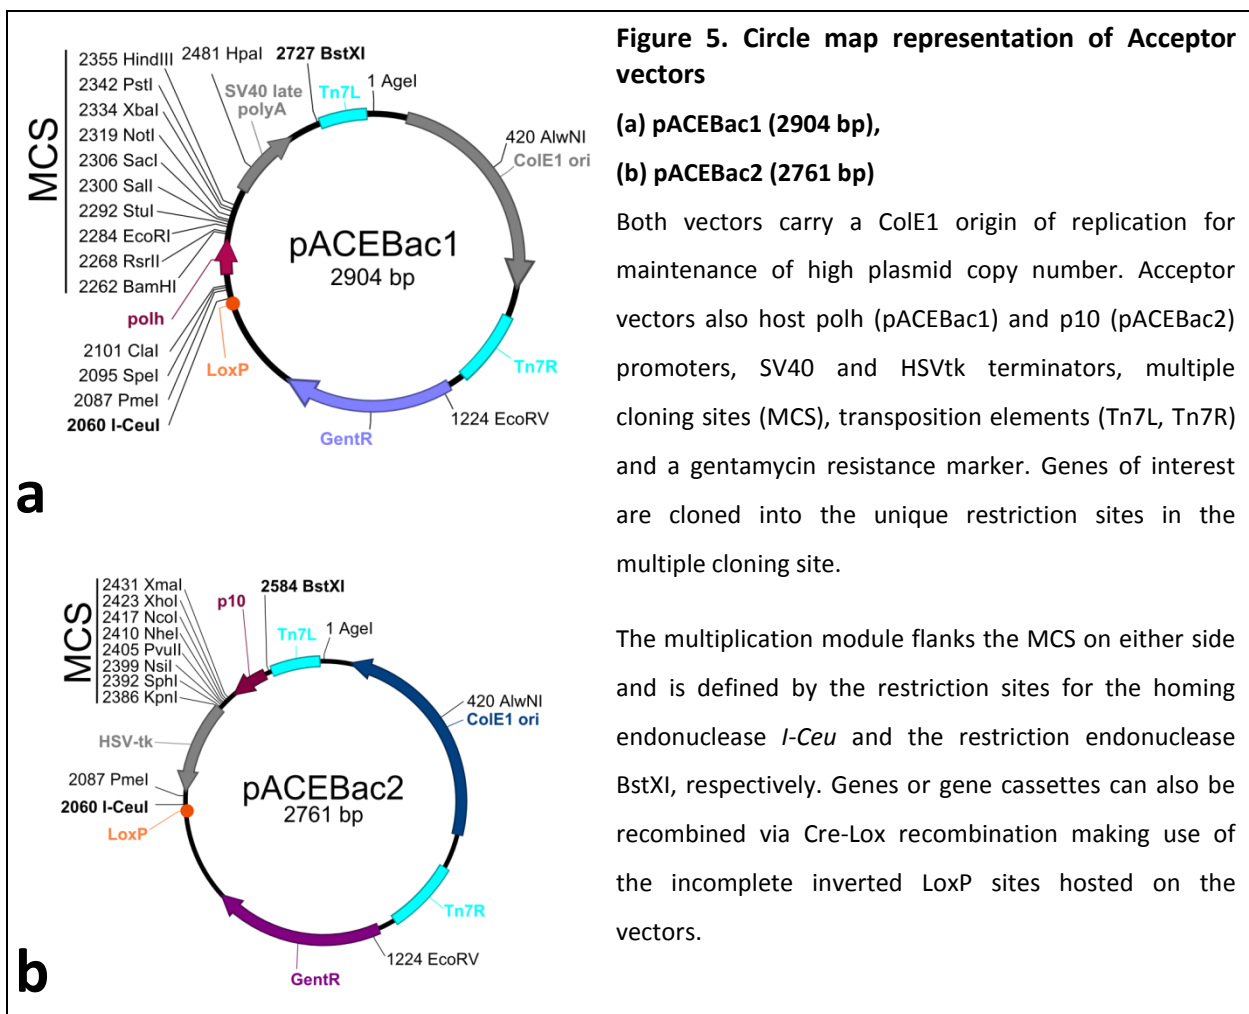 MCS
2355 HindIII
2342 PstI
2334 XbaI
2319 NotI
2306 SacI
2300 SalI
2292 StuI
2284 EcoRI
2268 RsrII
2262 BamHI
polh
2101 ClaI
2095 SpeI
2087 PmeI
2060 I-CeuI
LoxP
2481 HpaI
SV40 late
polyA
2727 BstXI
Tn7L
1 AgeI
420 AlwNI
ColE1 ori
pACEBac1
2904 bp
Tn7R
1224 EcoRV
GentR
a
MCS
2431 XmaI
2423 XhoI
2417 NcoI
2410 NheI
2405 PvuII
2399 NsiI
2392 SphI
2386 KpnI
p10
2584 BstXI
Tn7L
1 AgeI
420 AlwNI
ColE1 ori
HSV-tk
2087 PmeI
2060 I-CeuI
LoxP
pACEBac2
2761 bp
Tn7R
1224 EcoRV
GentR
b
Figure 5. Circle map representation of Acceptor
vectors
(a) pACEBac1 (2904 bp),
(b) pACEBac2 (2761 bp)
Both vectors carry a ColE1 origin of replication for
maintenance of high plasmid copy number. Acceptor
vectors also host polh (pACEBac1) and p10 (pACEBac2)
promoters, SV40 and HSVtk terminators, multiple
cloning sites (MCS), transposition elements (Tn7L, Tn7R)
and a gentamycin resistance marker. Genes of interest
are cloned into the unique restriction sites in the
multiple cloning site.
The multiplication module flanks the MCS on either side
and is defined by the restriction sites for the homing
endonuclease I-Ceu and the restriction endonuclease
BstXI, respectively. Genes or gene cassettes can also be
recombined via Cre-Lox recombination making use of
the incomplete inverted LoxP sites hosted on the
vectors.